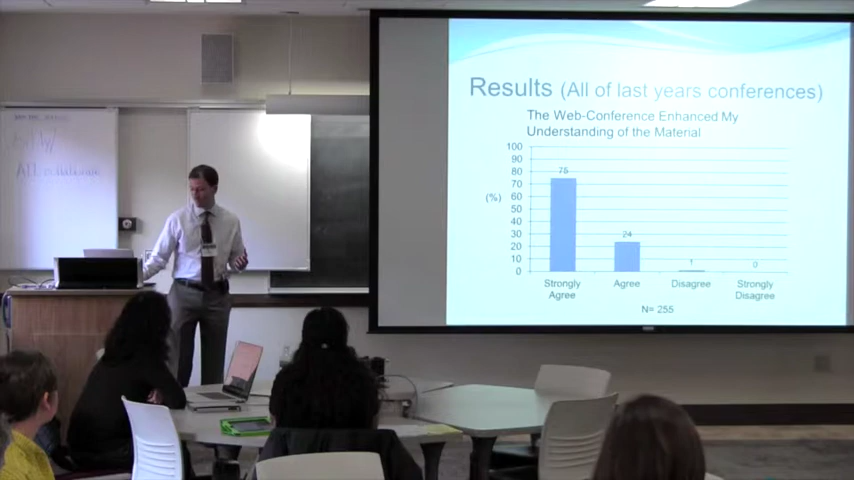 Results (All of last years conferences)
The Web-Conference Enhanced My
Understanding of the Material
100
90
80
70
60
50
40
30
20
10
0
(%)
75
24
1
0
Strongly
Agree
Agree
Disagree
Strongly
Disagree
N= 255